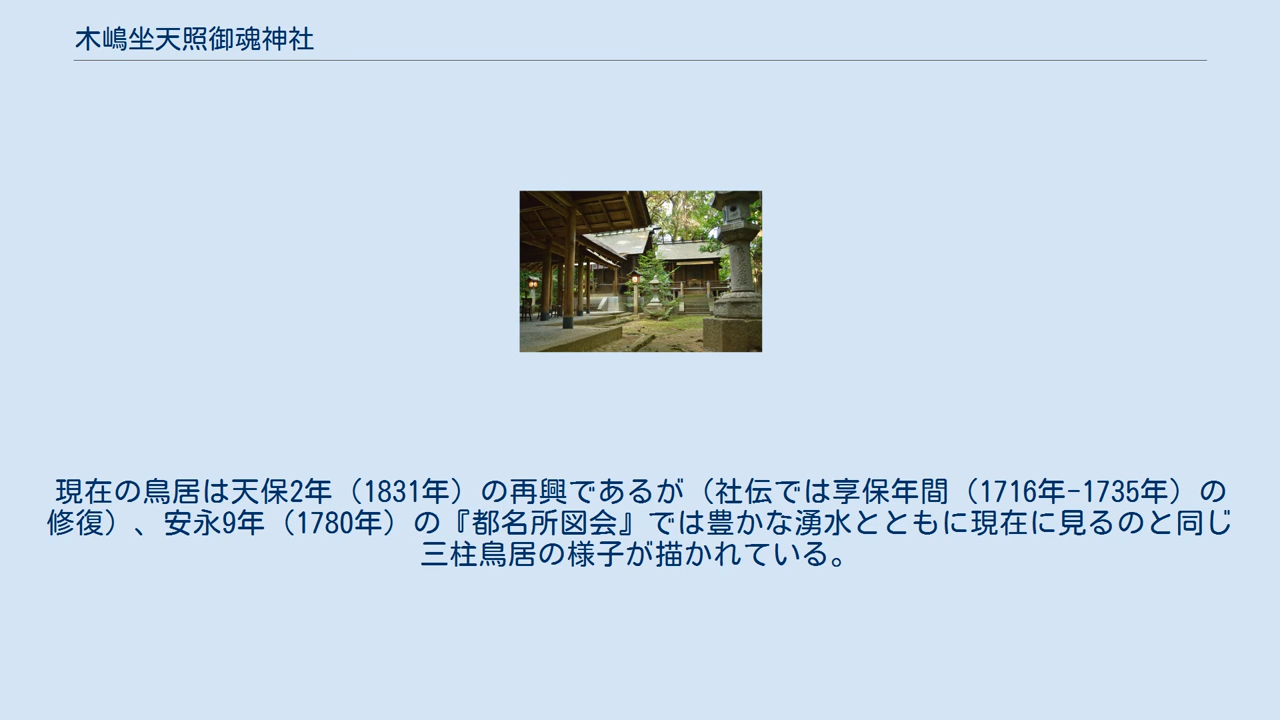 木嶋坐天照御魂神社
現在の鳥居は天保2年（1831年）の再興であるが（社伝では享保年間（1716年-1735年）の
修復）、安永9年（1780年）の『都名所図会』では豊かな湧水とともに現在に見るのと同じ
三柱鳥居の様子が描かれている。